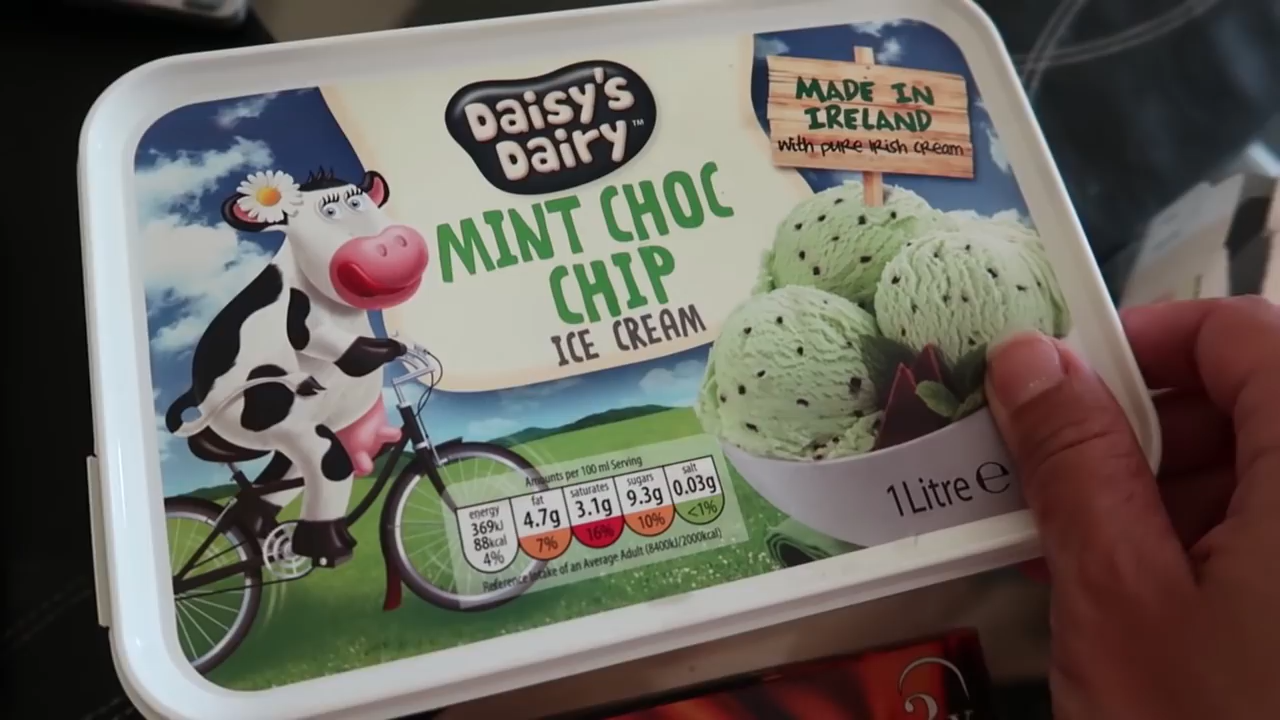 Daisy's
Dairy™
MINT CHOC
CHIP
ICE CREAM
MADE IN
IRELAND
with pure Irish cream
1Litre e
Amounts per 100 ml Serving
energy
369kJ
88kcal
4%
fat
4.7g
7%
saturates
3.1g
16%
sugars
9.3g
10%
salt
0.03g
<1%
Reference Intake of an Average Adult (8400kJ/2000kcal)